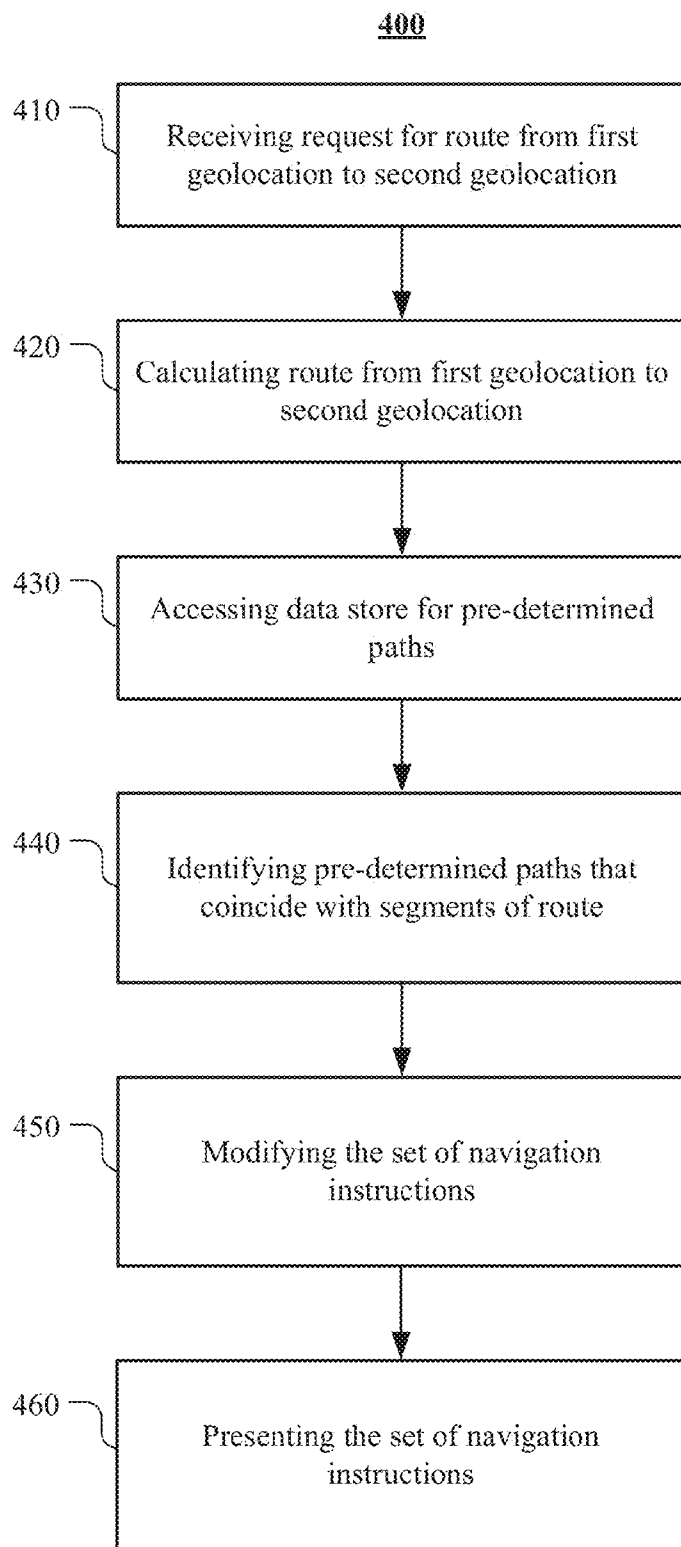 400
410
Receiving request for route from first
geolocation to second geolocation
420
Calculating route from first geolocation to
second geolocation
430
Accessing data store for pre-determined
paths
440
Identifying pre-determined paths that
coincide with segments of route
450
Modifying the set of navigation
instructions
460
Presenting the set of navigation
instructions